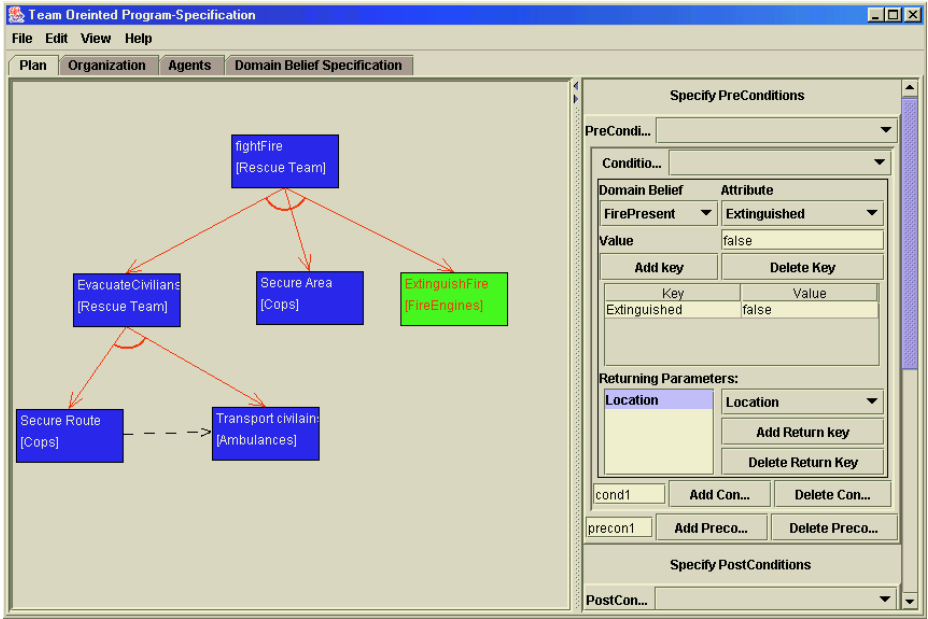 Team Oreinted Program-Specification
File Edit View Help
Plan Organization Agents Domain Belief Specification
fightFire
[Rescue Team]
EvacuateCivilians
[Rescue Team]
Secure Area
[Cops]
ExtinguishFire
[FireEngines]
Secure Route
[Cops]
Transport civilains
[Ambulances]
Specify PreConditions
PreCondi...
Conditio...
Domain Belief Attribute
FirePresent Extinguished
Value false
Add key Delete Key
Key Value
Extinguished false
Returning Parameters:
Location Location
Add Return key
Delete Return Key
cond1 Add Con... Delete Con...
precon1 Add Preco... Delete Preco...
Specify PostConditions
PostCon...